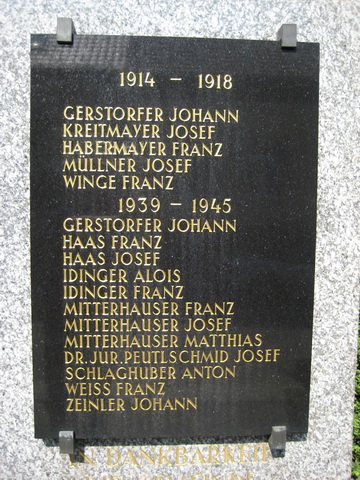 1914 - 1918
GERSTORFER JOHANN
KREITMAYER JOSEF
HABERMAYER FRANZ
MÜLLNER JOSEF
WINGE FRANZ
1939 - 1945
GERSTORFER JOHANN
HAAS FRANZ
HAAS JOSEF
IDINGER ALOIS
IDINGER FRANZ
MITTERHAUSER FRANZ
MITTERHAUSER JOSEF
MITTERHAUSER MATTHIAS
DR.JUR.PEUTLSCHMID JOSEF
SCHLAGHUBER ANTON
WEISS FRANZ
ZEINLER JOHANN
IN DANKBARKEIT